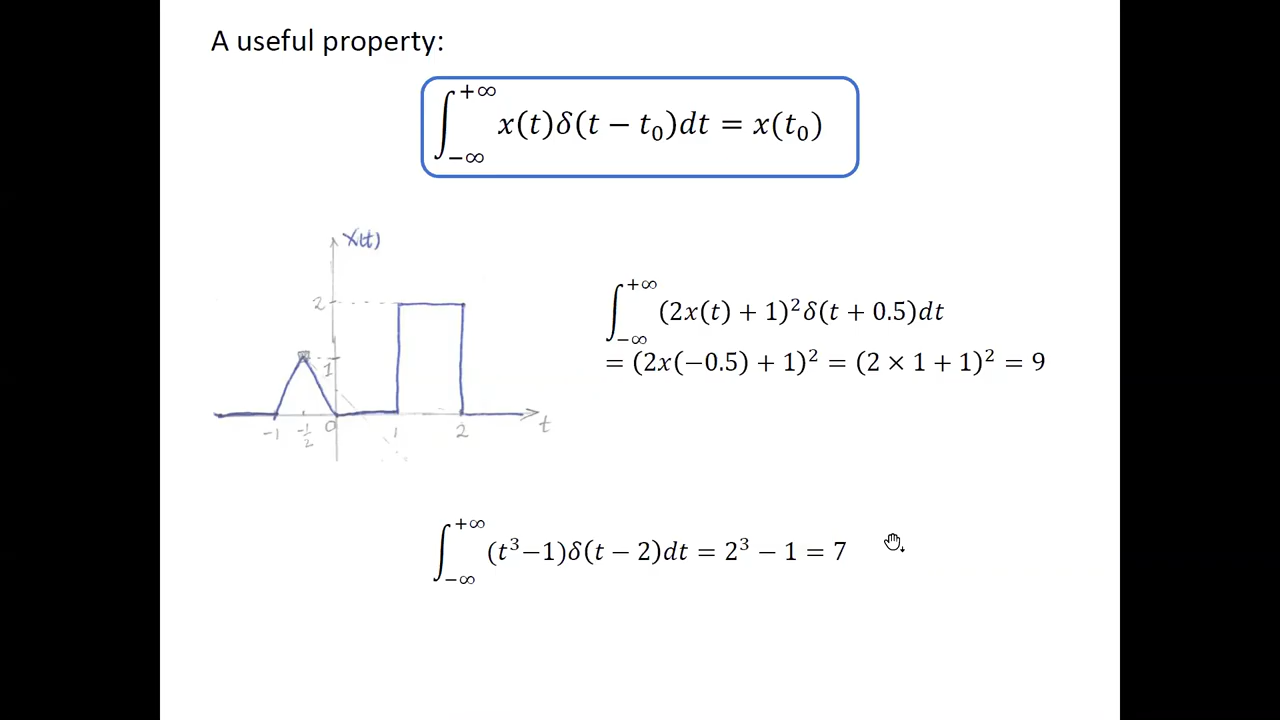 A useful property:
∫_{−∞}^{+∞} x(t)δ(t − t₀)dt = x(t₀)
X(t)
2
1
-1
-1/2
0
1
2
t
∫_{−∞}^{+∞} (2x(t) + 1)²δ(t + 0.5)dt
= (2x(−0.5) + 1)² = (2 × 1 + 1)² = 9
∫_{−∞}^{+∞} (t³−1)δ(t − 2)dt = 2³ − 1 = 7